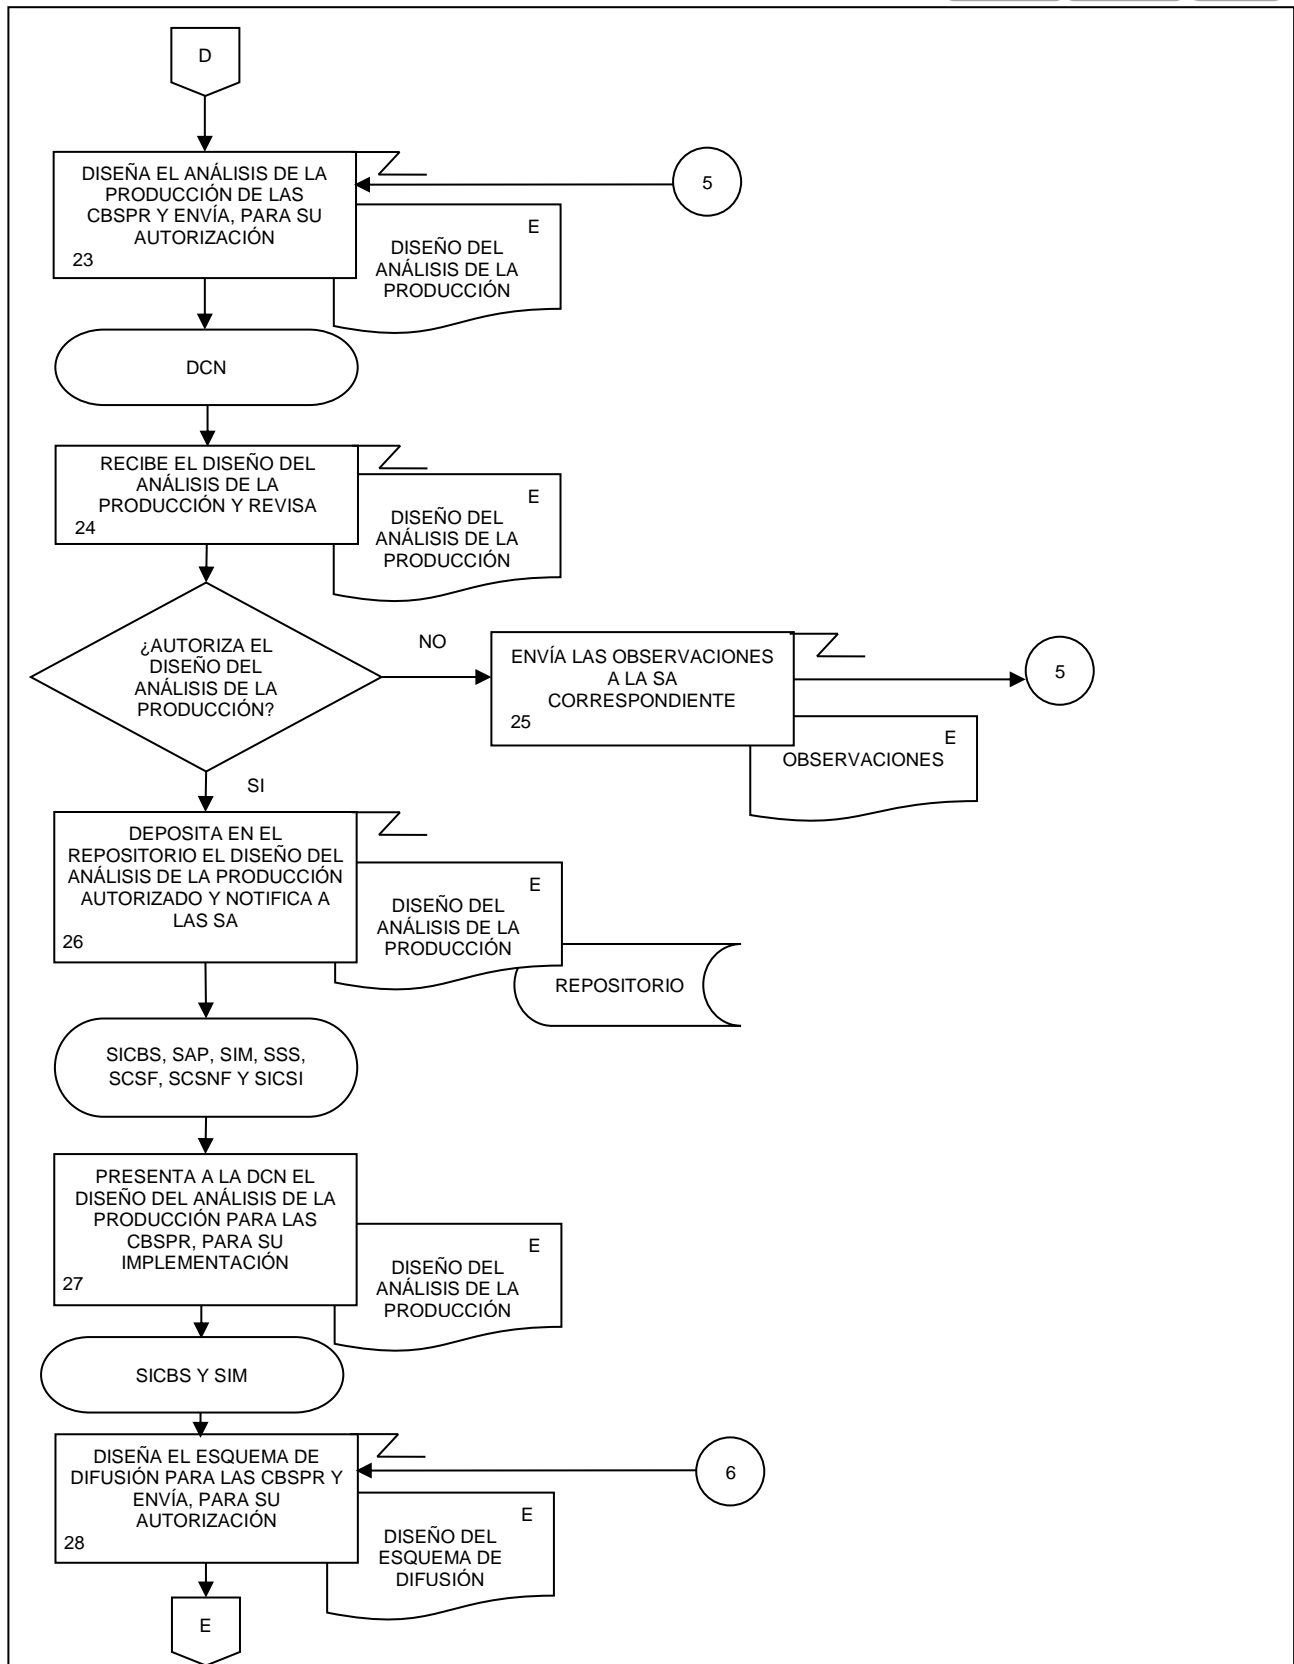 D
DISEÑA EL ANÁLISIS DE LA
PRODUCCIÓN DE LAS
CBSPR Y ENVÍA, PARA SU
AUTORIZACIÓN
23
5
E
DISEÑO DEL
ANÁLISIS DE LA
PRODUCCIÓN
DCN
RECIBE EL DISEÑO DEL
ANÁLISIS DE LA
PRODUCCIÓN Y REVISA
24
E
DISEÑO DEL
ANÁLISIS DE LA
PRODUCCIÓN
¿AUTORIZA EL
DISEÑO DEL
ANÁLISIS DE LA
PRODUCCIÓN?
NO
ENVÍA LAS OBSERVACIONES
A LA SA
CORRESPONDIENTE
25
5
E
OBSERVACIONES
SI
DEPOSITA EN EL
REPOSITORIO EL DISEÑO DEL
ANÁLISIS DE LA PRODUCCIÓN
AUTORIZADO Y NOTIFICA A
LAS SA
26
E
DISEÑO DEL
ANÁLISIS DE LA
PRODUCCIÓN
REPOSITORIO
SICBS, SAP, SIM, SSS,
SCSF, SCSNF Y SICSI
PRESENTA A LA DCN EL
DISEÑO DEL ANÁLISIS DE LA
PRODUCCIÓN PARA LAS
CBSPR, PARA SU
IMPLEMENTACIÓN
27
E
DISEÑO DEL
ANÁLISIS DE LA
PRODUCCIÓN
SICBS Y SIM
DISEÑA EL ESQUEMA DE
DIFUSIÓN PARA LAS CBSPR Y
ENVÍA, PARA SU
AUTORIZACIÓN
28
6
E
DISEÑO DEL
ESQUEMA DE
DIFUSIÓN
E